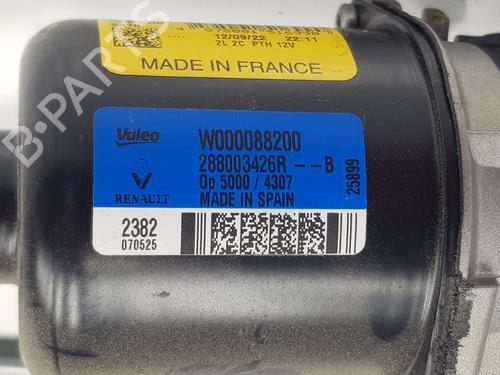 12/09/22 22:11
2L 2C PTH 12V
MADE IN FRANCE
Valeo
W000088200
288003426R -- B
Op 5000 / 4307
MADE IN SPAIN
25899
RENAULT
2382
070525
B-PARTS